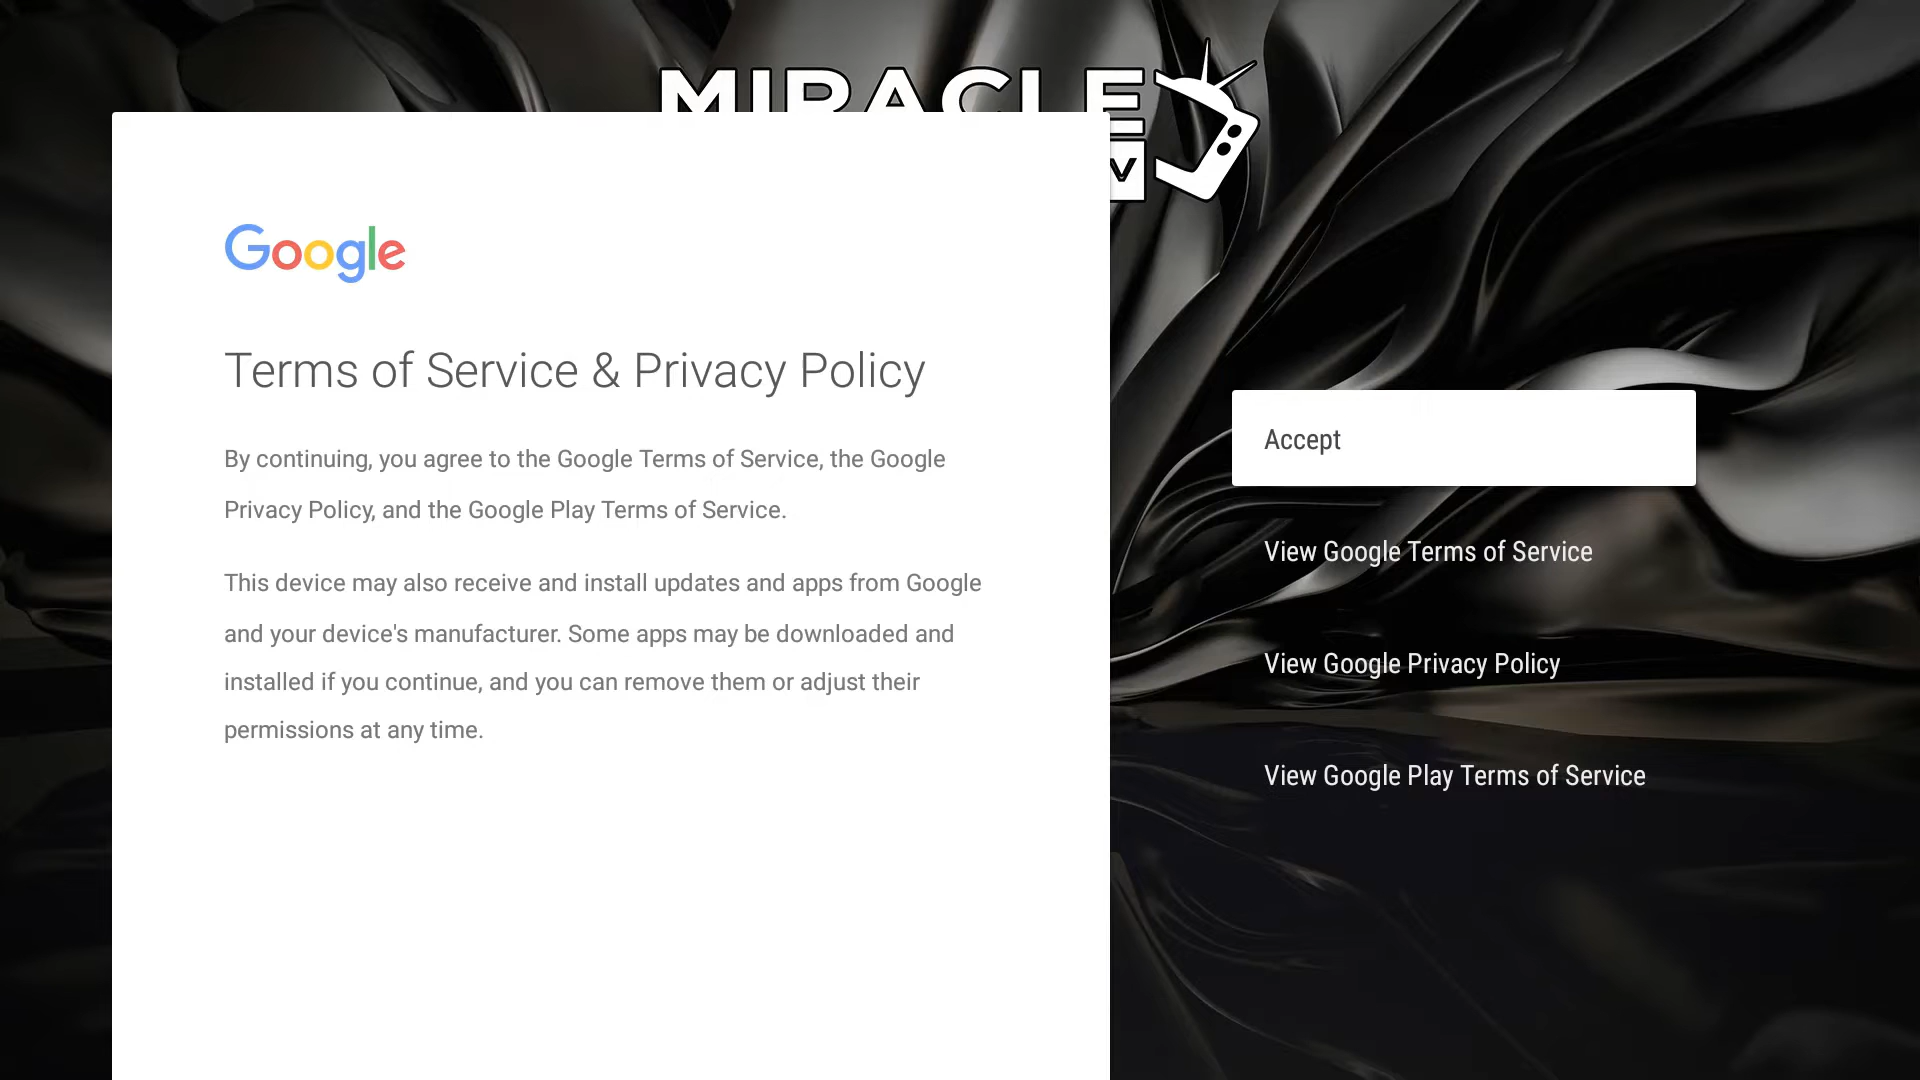 MIRACLE
Google
Terms of Service & Privacy Policy
By continuing, you agree to the Google Terms of Service, the Google
Privacy Policy, and the Google Play Terms of Service.
This device may also receive and install updates and apps from Google
and your device's manufacturer. Some apps may be downloaded and
installed if you continue, and you can remove them or adjust their
permissions at any time.
Accept
View Google Terms of Service
View Google Privacy Policy
View Google Play Terms of Service